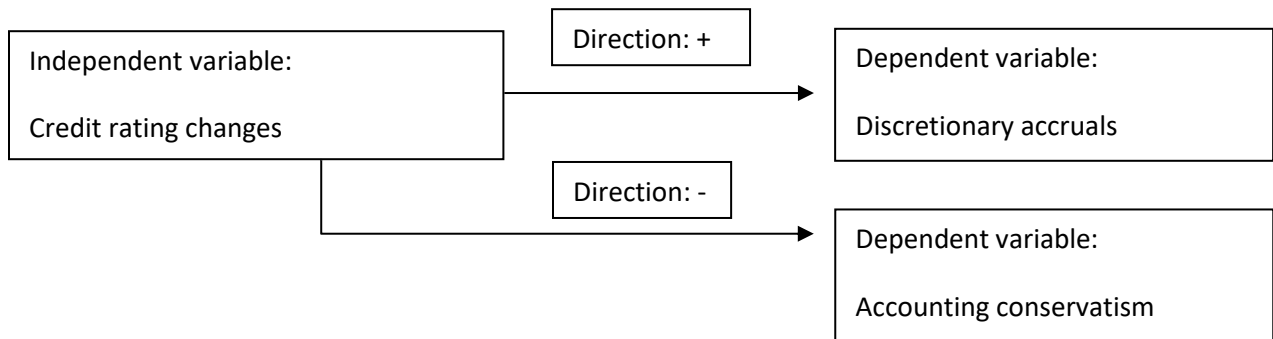 Independent variable:
Credit rating changes
Direction: +
Dependent variable:
Discretionary accruals
Direction: -
Dependent variable:
Accounting conservatism